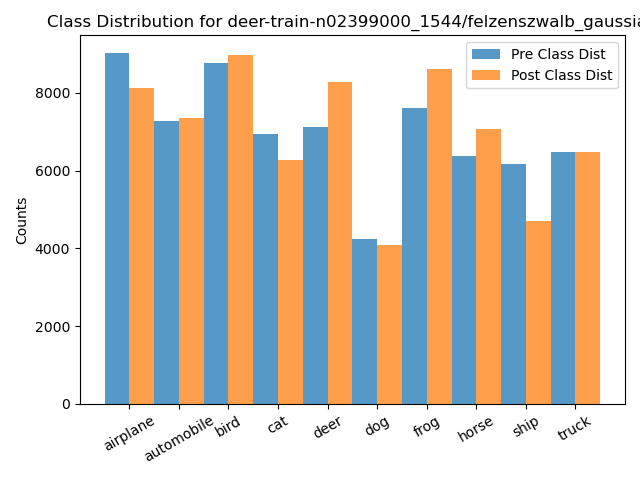 Class Distribution for deer-train-n02399000_1544/felzenszwalb_gaussia
Pre Class Dist
Post Class Dist
Counts
8000
6000
4000
2000
0
airplane
automobile
bird
cat
deer
dog
frog
horse
ship
truck